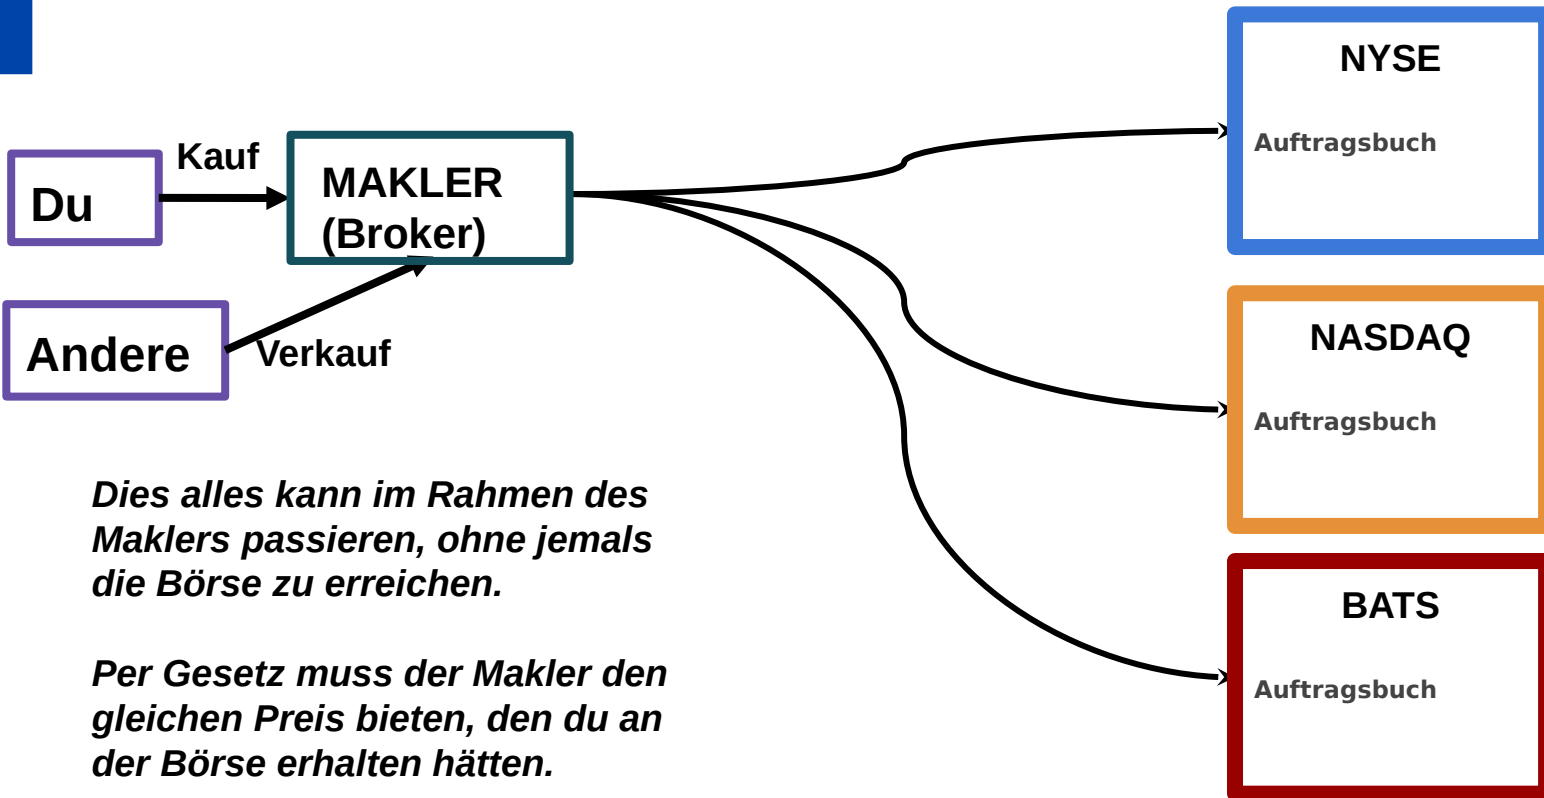 NYSE
Auftragsbuch
Kauf
Du
MAKLER
(Broker)
Andere
Verkauf
NASDAQ
Auftragsbuch
Dies alles kann im Rahmen des
Maklers passieren, ohne jemals
die Börse zu erreichen.
Per Gesetz muss der Makler den
gleichen Preis bieten, den du an
der Börse erhalten hätten.
BATS
Auftragsbuch